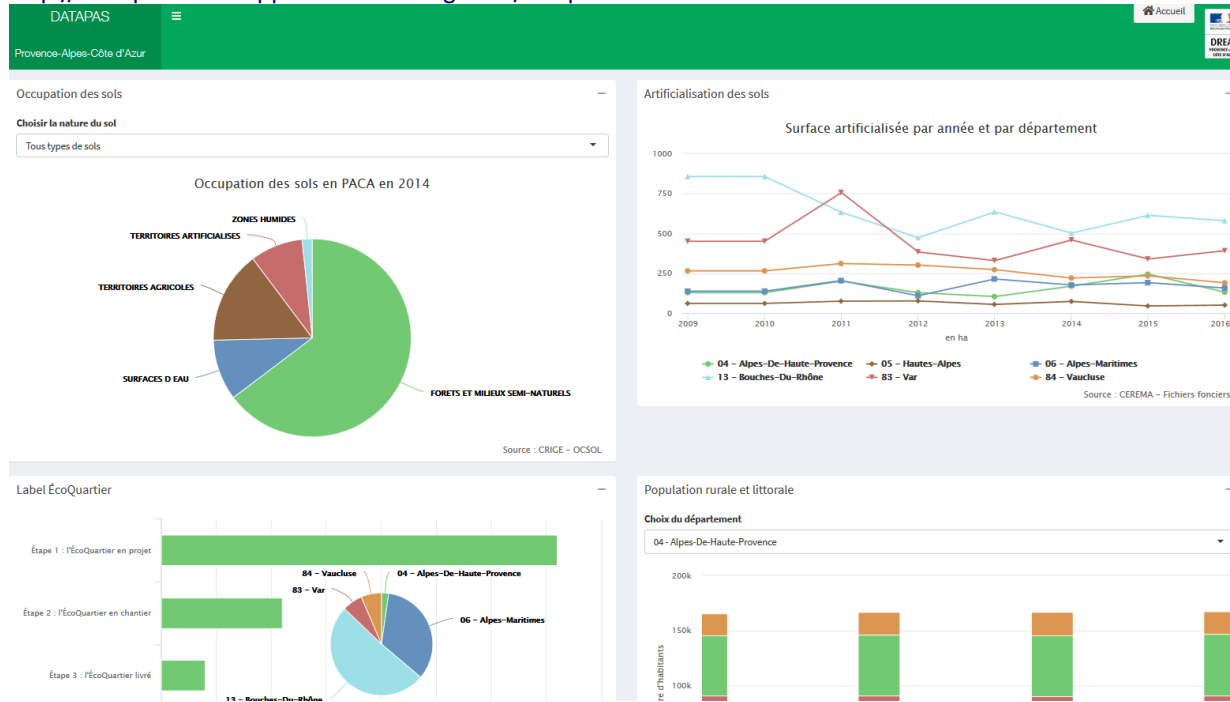 DATAPAS
Accueil
Provence-Alpes-Côte d'Azur
Occupation des sols
Choisir la nature du sol
Tous types de sols
Occupation des sols en PACA en 2014
ZONES HUMIDES
TERRITOIRES ARTIFICIALISES
TERRITOIRES AGRICOLES
SURFACES D EAU
FORETS ET MILIEUX SEMI-NATURELS
Source : CRIGE - OCSOL
Artificialisation des sols
Surface artificialisée par année et par département
1000
750
500
250
0
2009 2010 2011 2012 2013 2014 2015 2016
en ha
04 - Alpes-De-Haute-Provence 05 - Hautes-Alpes 06 - Alpes-Maritimes
13 - Bouches-Du-Rhône 83 - Var 84 - Vaucluse
Source : CEREMA - Fichiers fonciers
Label ÉcoQuartier
Étape 1 : l'ÉcoQuartier en projet
Étape 2 : l'ÉcoQuartier en chantier
Étape 3 : l'ÉcoQuartier livré
84 - Vaucluse
04 - Alpes-De-Haute-Provence
83 - Var
06 - Alpes-Maritimes
13 - Bouches-Du-Rhône
Population rurale et littorale
Choix du département
04 - Alpes-De-Haute-Provence
200k
150k
100k
d'habitants